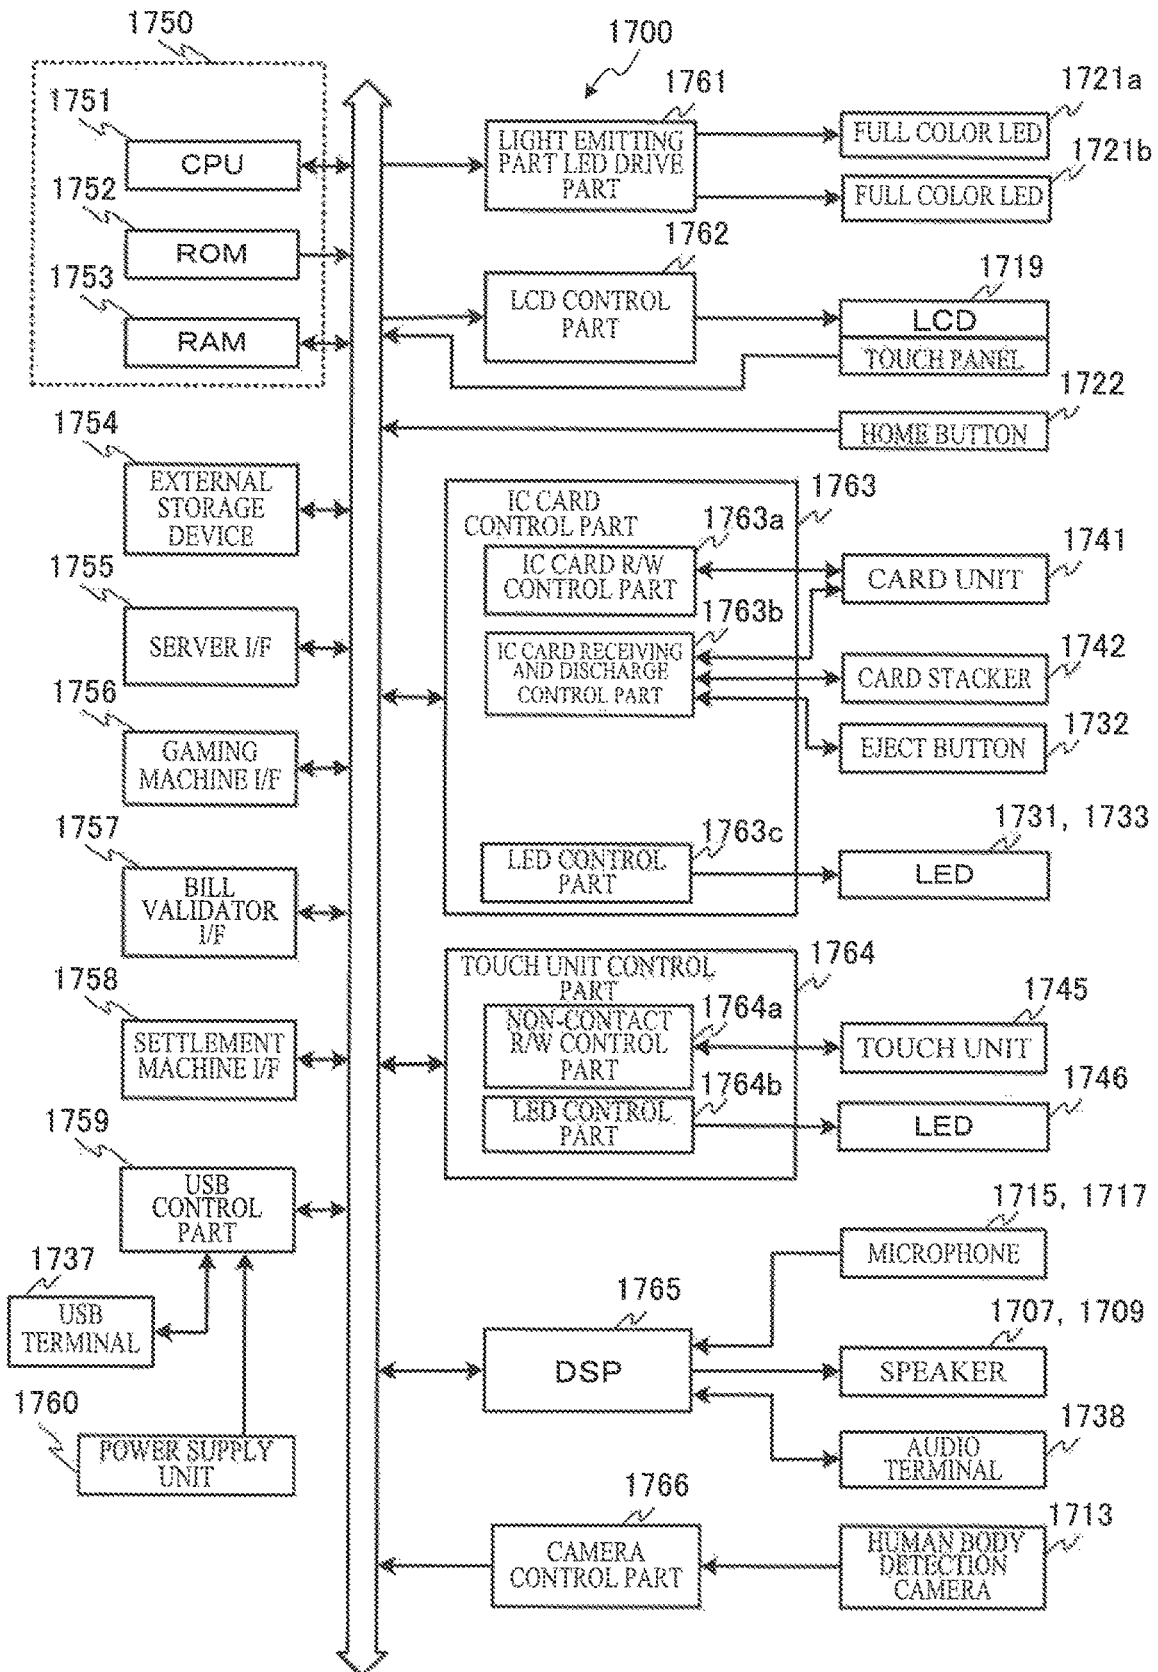 1750
1700
1751
CPU
1752
ROM
1753
RAM
1761
LIGHT EMITTING
PART LED DRIVE
PART
1721a
FULL COLOR LED
1721b
FULL COLOR LED
1762
LCD CONTROL
PART
1719
LCD
TOUCH PANEL
1722
HOME BUTTON
1754
EXTERNAL
STORAGE
DEVICE
1755
SERVER I/F
1756
GAMING
MACHINE I/F
1757
BILL
VALIDATOR
I/F
1758
SETTLEMENT
MACHINE I/F
1759
USB
CONTROL
PART
1737
USB
TERMINAL
1760
POWER SUPPLY
UNIT
IC CARD
CONTROL PART
1763
1763a
IC CARD R/W
CONTROL PART
1763b
IC CARD RECEIVING
AND DISCHARGE
CONTROL PART
1741
CARD UNIT
1742
CARD STACKER
1732
EJECT BUTTON
1763c
LED CONTROL
PART
1731, 1733
LED
TOUCH UNIT CONTROL
PART
1764
1764a
NON-CONTACT
R/W CONTROL
PART
1745
TOUCH UNIT
1764b
LED CONTROL
PART
1746
LED
1715, 1717
MICROPHONE
1765
DSP
1707, 1709
SPEAKER
1738
AUDIO
TERMINAL
1766
CAMERA
CONTROL PART
1713
HUMAN BODY
DETECTION
CAMERA